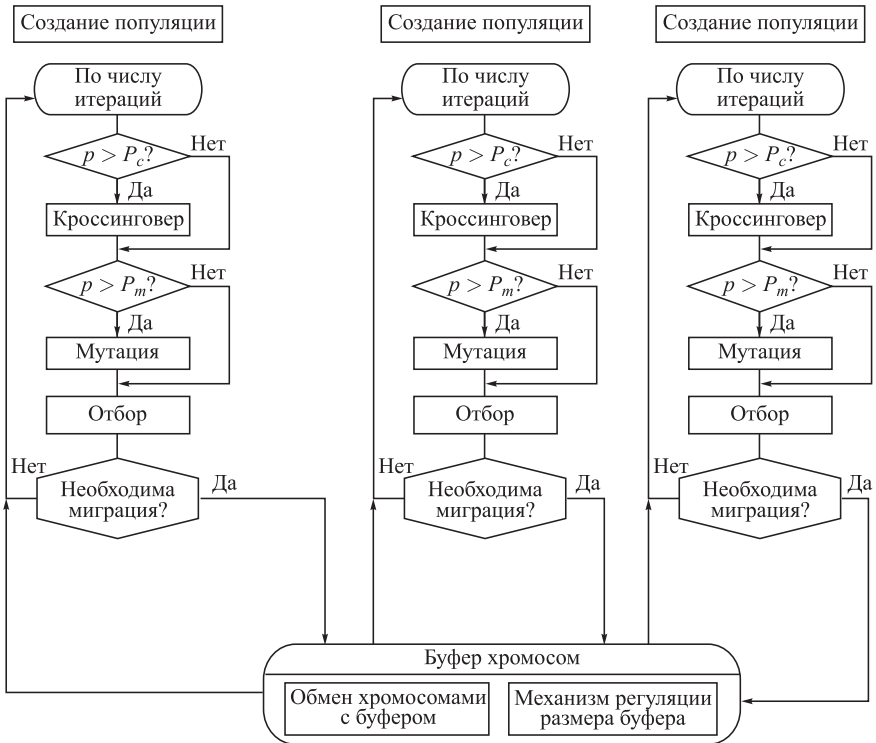 Создание популяции
По числу
итераций
p > Pc?
Нет
Да
Кроссинговер
p > Pm?
Нет
Да
Мутация
Отбор
Нет
Необходима
миграция?
Да
Создание популяции
По числу
итераций
p > Pc?
Нет
Да
Кроссинговер
p > Pm?
Нет
Да
Мутация
Отбор
Нет
Необходима
миграция?
Да
Создание популяции
По числу
итераций
p > Pc?
Нет
Да
Кроссинговер
p > Pm?
Нет
Да
Мутация
Отбор
Нет
Необходима
миграция?
Да
Буфер хромосом
Обмен хромосомами
с буфером
Механизм регуляции
размера буфера